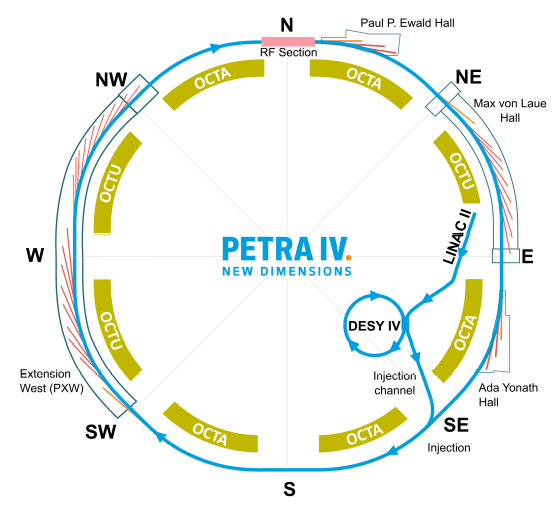 N
Paul P. Ewald Hall
RF Section
NW
OCTA
OCTA
NE
Max von Laue
Hall
OCTU
OCTU
LINAC II
W
PETRA IV.
NEW DIMENSIONS
E
OCTU
DESY IV
OCTA
Extension
West (PXW)
Injection
channel
Ada Yonath
Hall
SW
OCTA
OCTA
SE
Injection
S